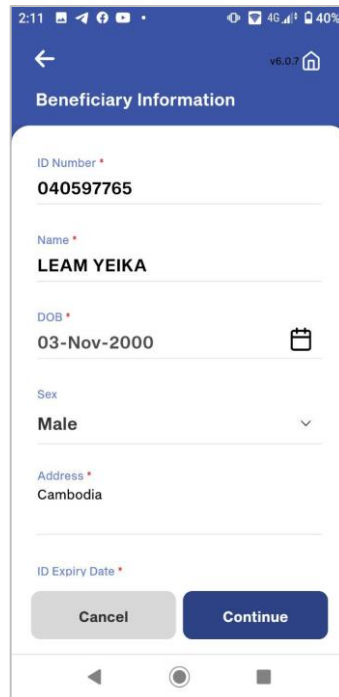 2:11 4G 40%
v6.0.7
Beneficiary Information
ID Number *
040597765
Name *
LEAM YEIKA
DOB *
03-Nov-2000
Sex
Male
Address *
Cambodia
ID Expiry Date *
Cancel Continue